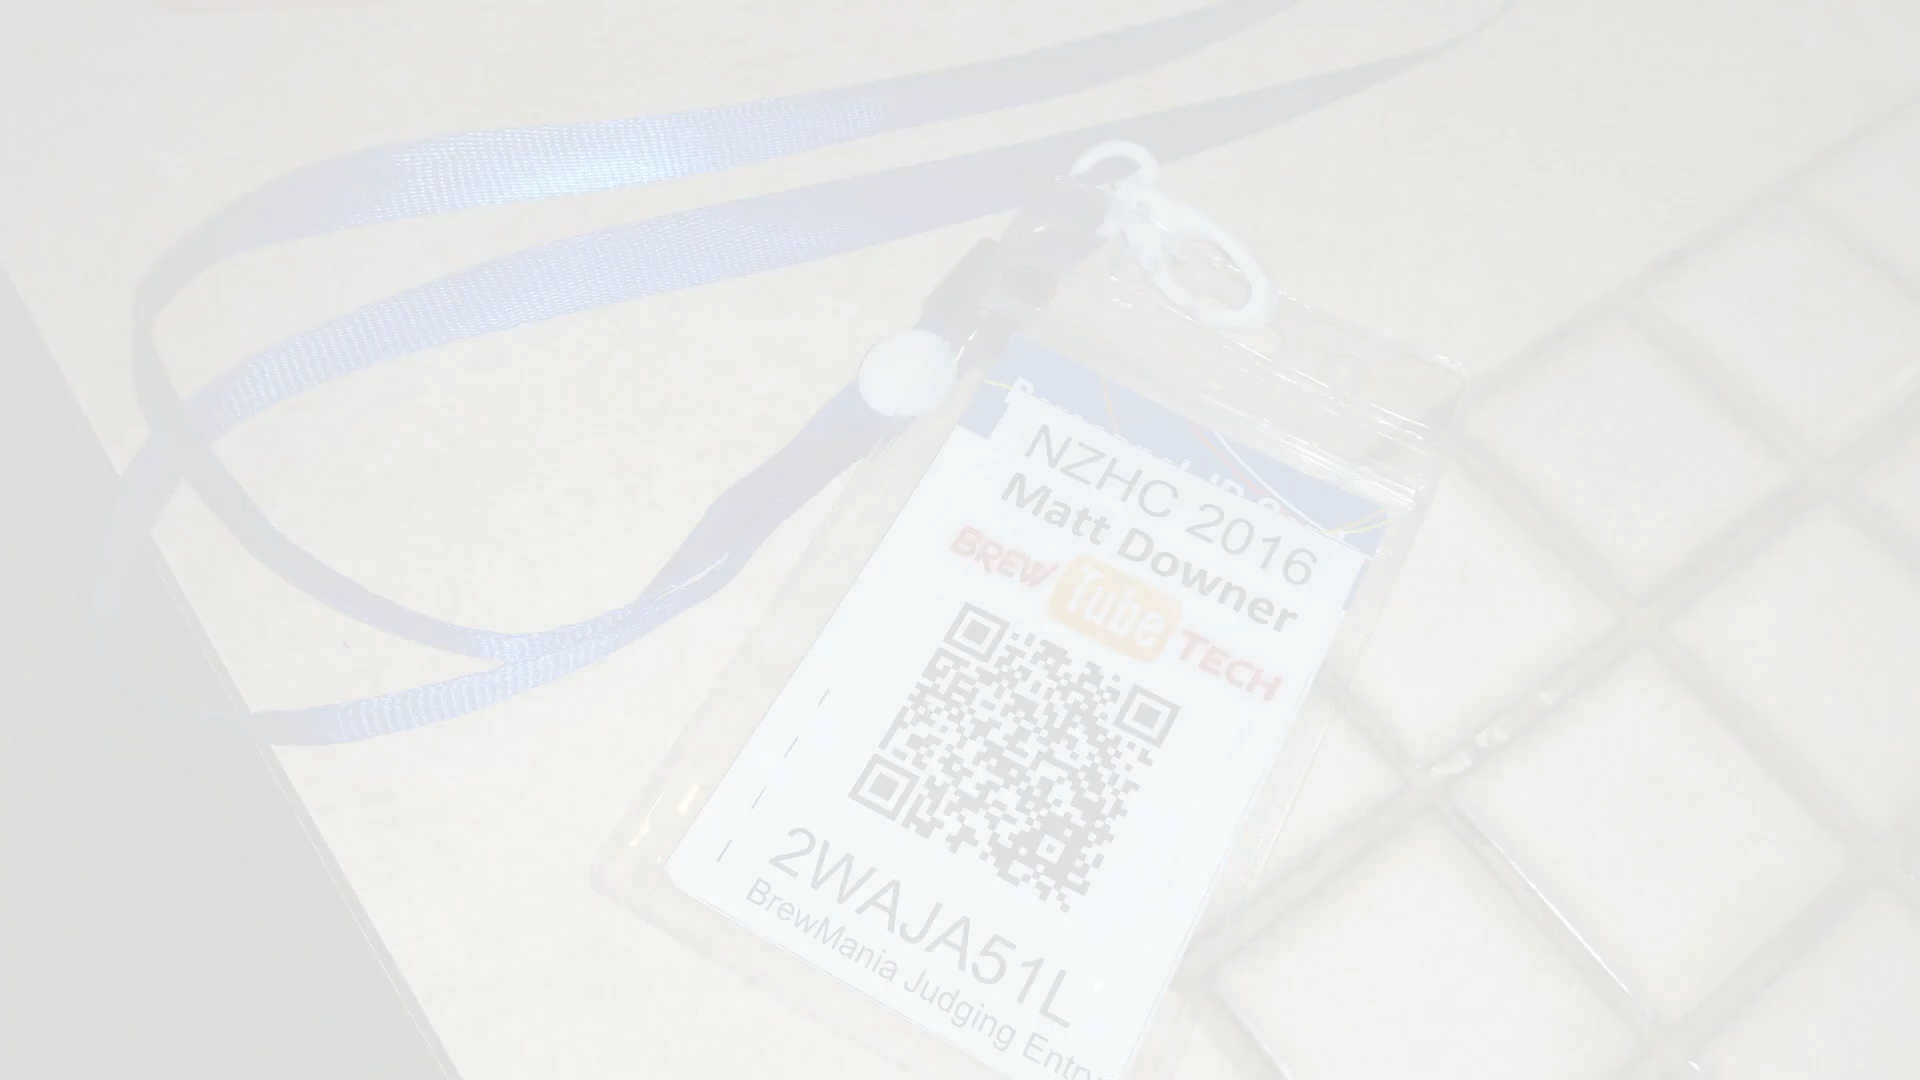 NZHC 2016
Matt Downer
BREW Tube TECH
2WAJA51L
BrewMania Judging Entry